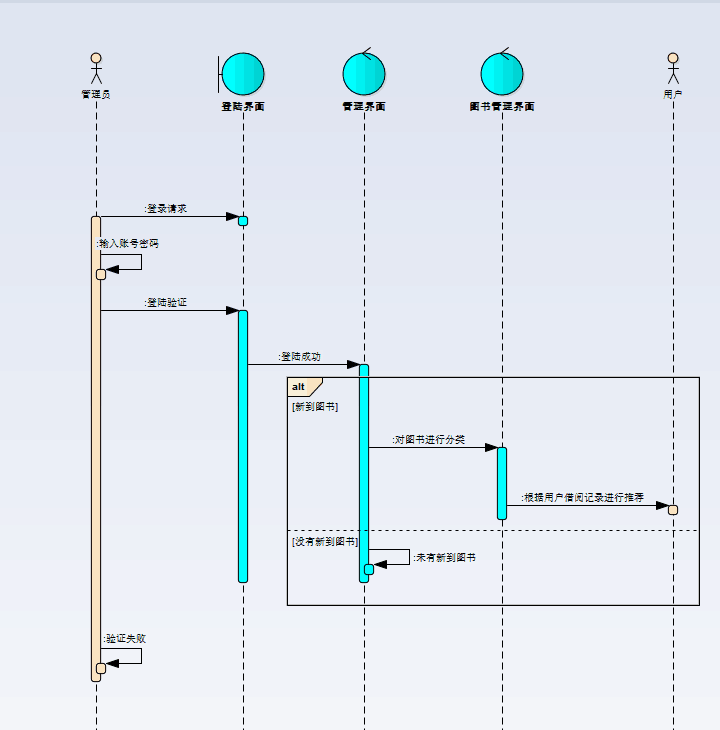 管理员
登陆界面
管理界面
图书管理界面
用户
:登录请求
:输入账号密码
:登陆验证
:登陆成功
alt
[新到图书]
:对图书进行分类
:根据用户借阅记录进行推荐
[没有新到图书]
:未有新到图书
:验证失败